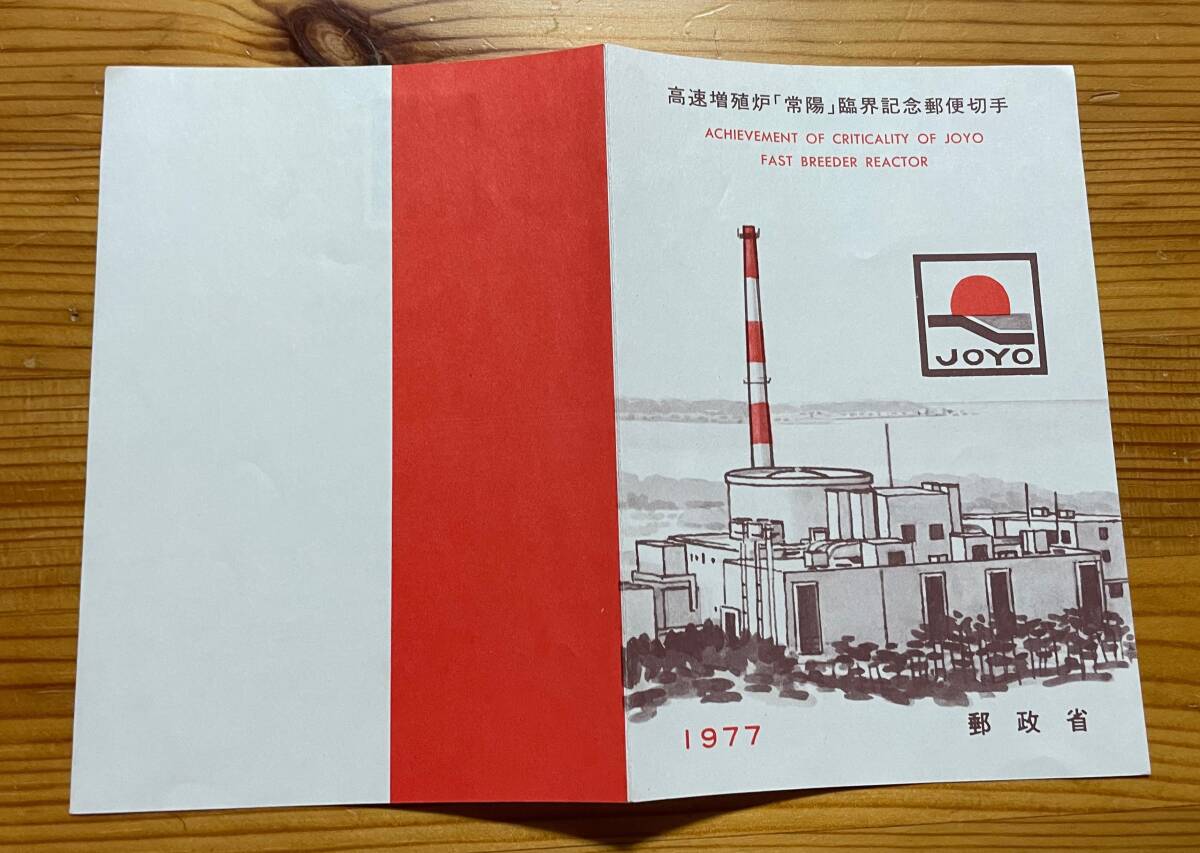 高速増殖炉「常陽」臨界記念郵便切手
ACHIEVEMENT OF CRITICALITY OF JOYO
FAST BREEDER REACTOR
JOYO
1977
郵政省